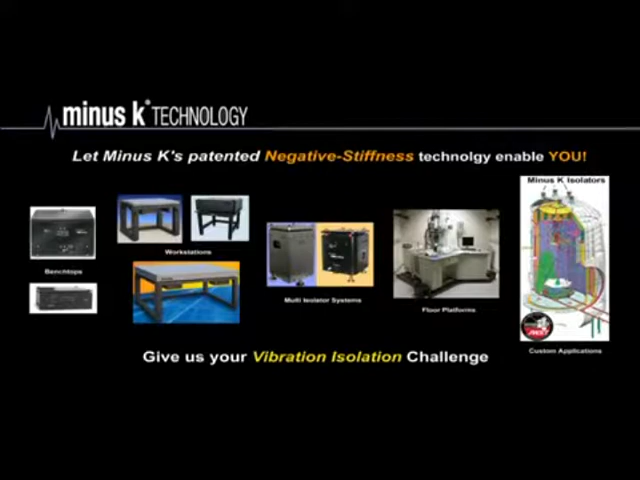 minus k® TECHNOLOGY
Let Minus K's patented Negative-Stiffness technolgy enable YOU!
Minus K Isolators
Benchtops
Workstations
Multi Isolator Systems
Floor Platforms
Custom Applications
Give us your Vibration Isolation Challenge